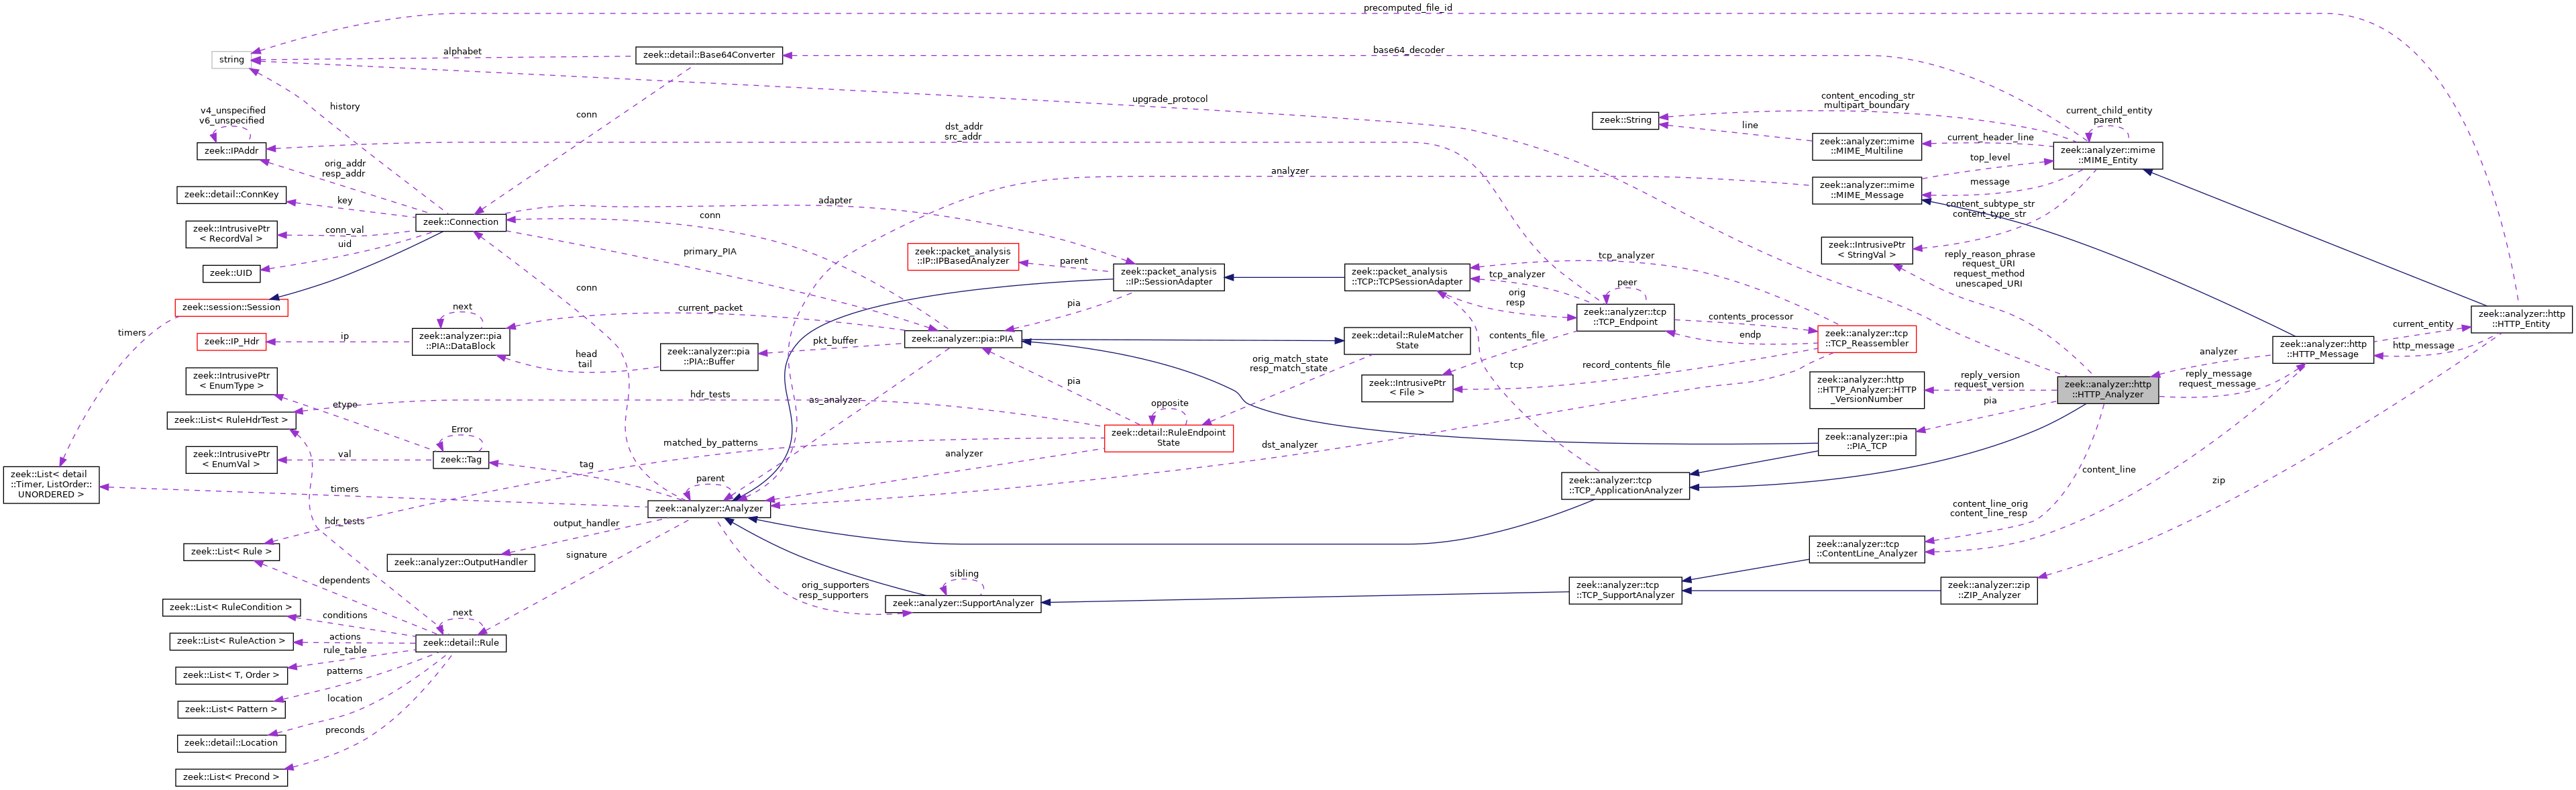 precomputed_file_id
string
alphabet
zeek::detail::Base64Converter
base64_decoder
history
conn
upgrade_protocol
v4_unspecified
v6_unspecified
zeek::IPAddr
dst_addr
src_addr
orig_addr
resp_addr
zeek::String
content_encoding_str
multipart_boundary
line
zeek::analyzer::mime
::MIME_Multiline
current_header_line
current_child_entity
parent
zeek::analyzer::mime
::MIME_Entity
top_level
message
zeek::analyzer::mime
::MIME_Message
analyzer
zeek::detail::ConnKey
key
zeek::Connection
adapter
conn
primary_PIA
zeek::IntrusivePtr
< RecordVal >
conn_val
uid
zeek::UID
content_subtype_str
content_type_str
zeek::IntrusivePtr
< StringVal >
reply_reason_phrase
request_URI
request_method
unescaped_URI
zeek::packet_analysis
::IP::IPBasedAnalyzer
parent
zeek::packet_analysis
::IP::SessionAdapter
zeek::packet_analysis
::TCP::TCPSessionAdapter
tcp_analyzer
tcp_analyzer
orig
resp
peer
zeek::analyzer::tcp
::TCP_Endpoint
contents_processor
endp
zeek::analyzer::tcp
::TCP_Reassembler
zeek::session::Session
timers
conn
next
current_packet
pia
zeek::IP_Hdr
ip
zeek::analyzer::pia
::PIA::DataBlock
head
tail
zeek::analyzer::pia
::PIA::Buffer
pkt_buffer
zeek::analyzer::pia::PIA
zeek::detail::RuleMatcher
State
contents_file
record_contents_file
zeek::IntrusivePtr
< File >
tcp
orig_match_state
resp_match_state
pia
zeek::analyzer::http
::HTTP_Analyzer::HTTP
_VersionNumber
reply_version
request_version
pia
zeek::analyzer::http
::HTTP_Analyzer
analyzer
reply_message
request_message
zeek::analyzer::http
::HTTP_Message
current_entity
http_message
zeek::analyzer::http
::HTTP_Entity
zeek::IntrusivePtr
< EnumType >
etype
zeek::List< RuleHdrTest >
hdr_tests
as_analyzer
opposite
zeek::detail::RuleEndpoint
State
matched_by_patterns
analyzer
dst_analyzer
zeek::analyzer::pia
::PIA_TCP
Error
zeek::IntrusivePtr
< EnumVal >
val
zeek::Tag
tag
zeek::List< detail
::Timer, ListOrder::
UNORDERED >
timers
parent
zeek::analyzer::Analyzer
zeek::analyzer::tcp
::TCP_ApplicationAnalyzer
content_line
zip
content_line_orig
content_line_resp
hdr_tests
output_handler
signature
zeek::List< Rule >
zeek::analyzer::OutputHandler
dependents
orig_supporters
resp_supporters
sibling
zeek::analyzer::SupportAnalyzer
zeek::analyzer::tcp
::TCP_SupportAnalyzer
zeek::analyzer::tcp
::ContentLine_Analyzer
zeek::analyzer::zip
::ZIP_Analyzer
zeek::List< RuleCondition >
conditions
next
zeek::List< RuleAction >
actions
zeek::detail::Rule
rule_table
zeek::List< T, Order >
patterns
zeek::List< Pattern >
location
zeek::detail::Location
preconds
zeek::List< Precond >